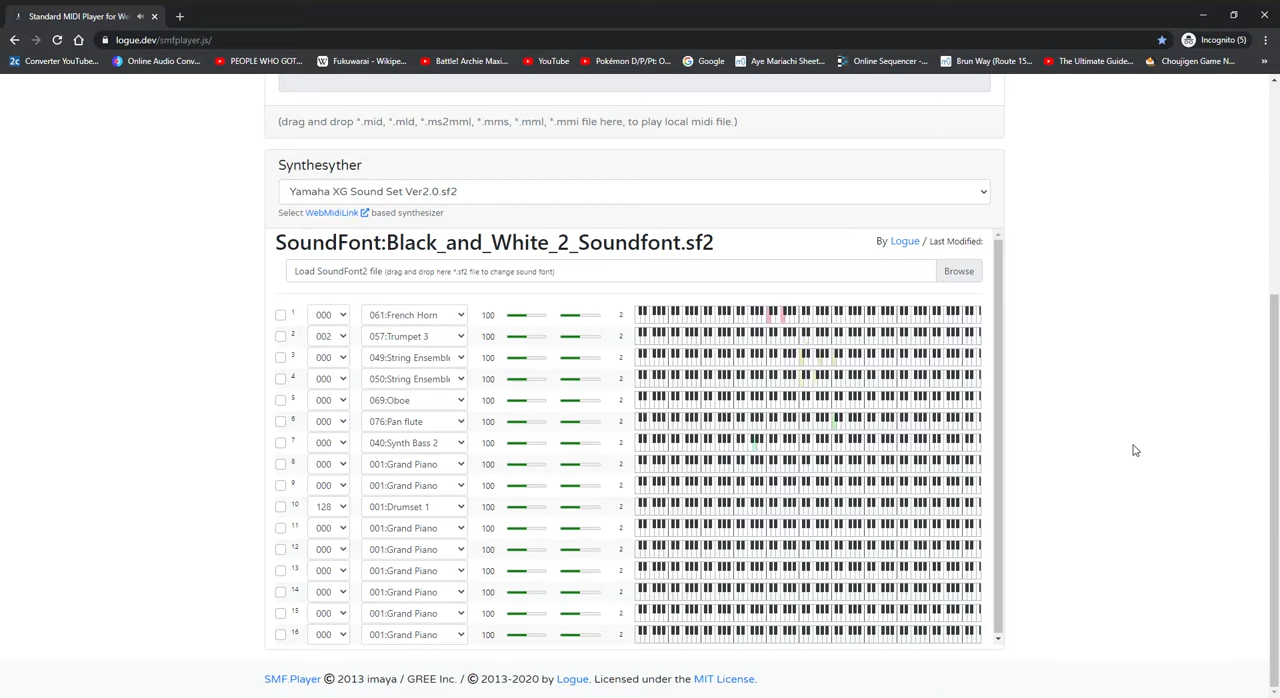 Standard MIDI Player for We
Incognito (5)
logue.dev/smfplayer.js/
2c Converter YouTube...
Online Audio Conv...
PEOPLE WHO GOT...
W Fukuwarai - Wikipe...
Battle! Archie Maxi...
YouTube
Pokémon D/P/Pt: O...
Google
Aye Mariachi Sheet...
Online Sequencer -...
Brun Way (Route 15...
The Ultimate Guide...
Choujigen Game N...
»
(drag and drop *.mid, *.mld, *.ms2mml, *.mms, *.mml, *.mmi file here, to play local midi file.)
Synthesyther
Yamaha XG Sound Set Ver2.0.sf2
Select WebMidiLink based synthesizer
SoundFont:Black_and_White_2_Soundfont.sf2
By Logue / Last Modified:
Load SoundFont2 file (drag and drop here *.sf2 file to change sound font)
Browse
1 000 061:French Horn 100 2
2 002 057:Trumpet 3 100 2
3 000 049:String Ensembl 100 2
4 000 050:String Ensembl 100 2
5 000 069:Oboe 100 2
6 000 076:Pan flute 100 2
7 000 040:Synth Bass 2 100 2
8 000 001:Grand Piano 100 2
9 000 001:Grand Piano 100 2
10 128 001:Drumset 1 100 2
11 000 001:Grand Piano 100 2
12 000 001:Grand Piano 100 2
13 000 001:Grand Piano 100 2
14 000 001:Grand Piano 100 2
15 000 001:Grand Piano 100 2
16 000 001:Grand Piano 100 2
SMF.Player © 2013 imaya / GREE Inc. / © 2013-2020 by Logue. Licensed under the MIT License.